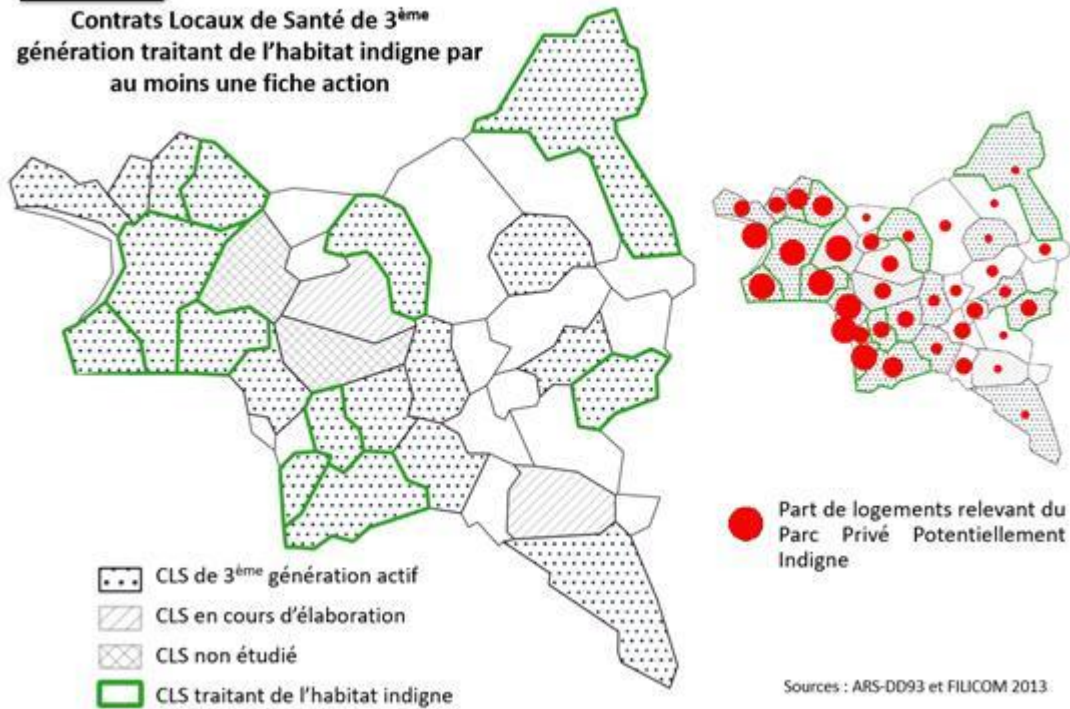 Contrats Locaux de Santé de 3ème
génération traitant de l'habitat indigne par
au moins une fiche action
CLS de 3ème génération actif
CLS en cours d'élaboration
CLS non étudié
CLS traitant de l'habitat indigne
Part de logements relevant du
Parc Privé Potentiellement
Indigne
Sources : ARS-DD93 et FILICOM 2013